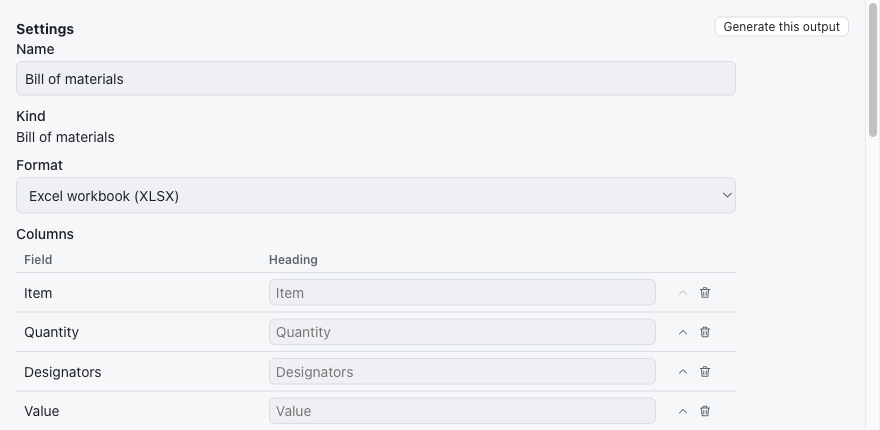 Settings
Generate this output
Name
Bill of materials
Kind
Bill of materials
Format
Excel workbook (XLSX)
Columns
Field Heading
Item Item
Quantity Quantity
Designators Designators
Value Value